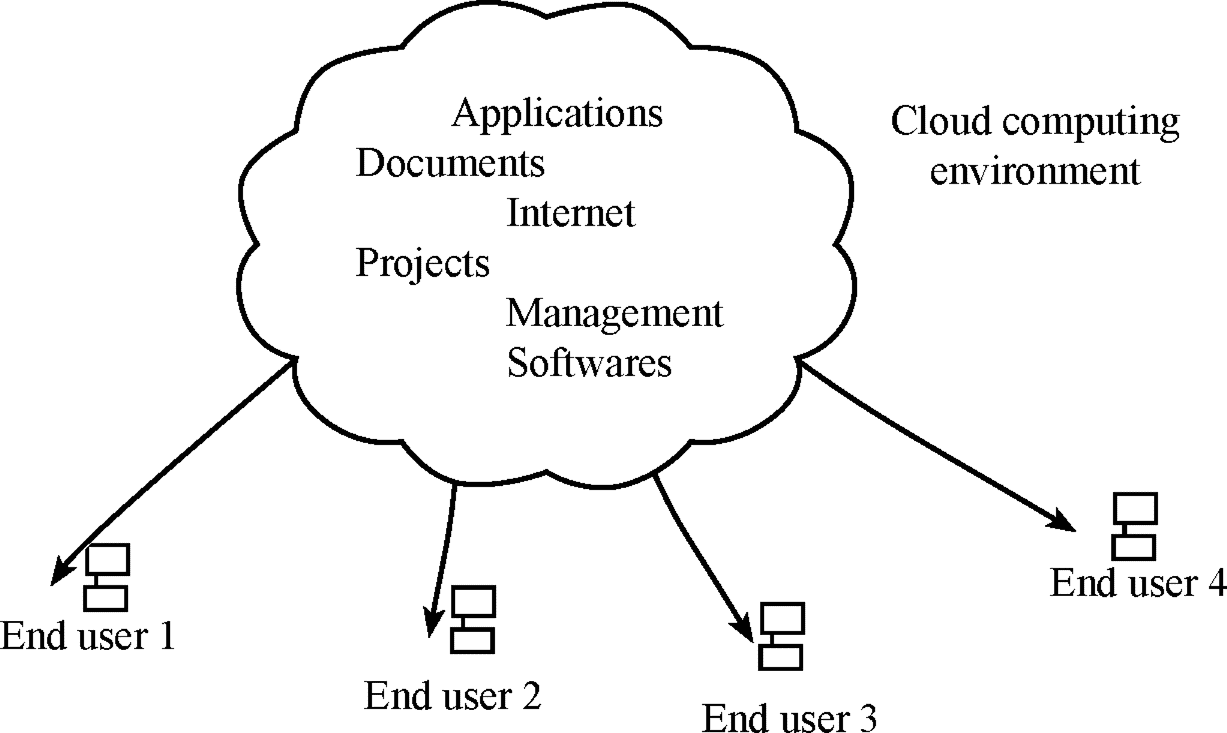 Applications
Cloud computing
environment
Documents
Internet
Projects
Management
Softwares
End user 1
End user 2
End user 3
End user 4